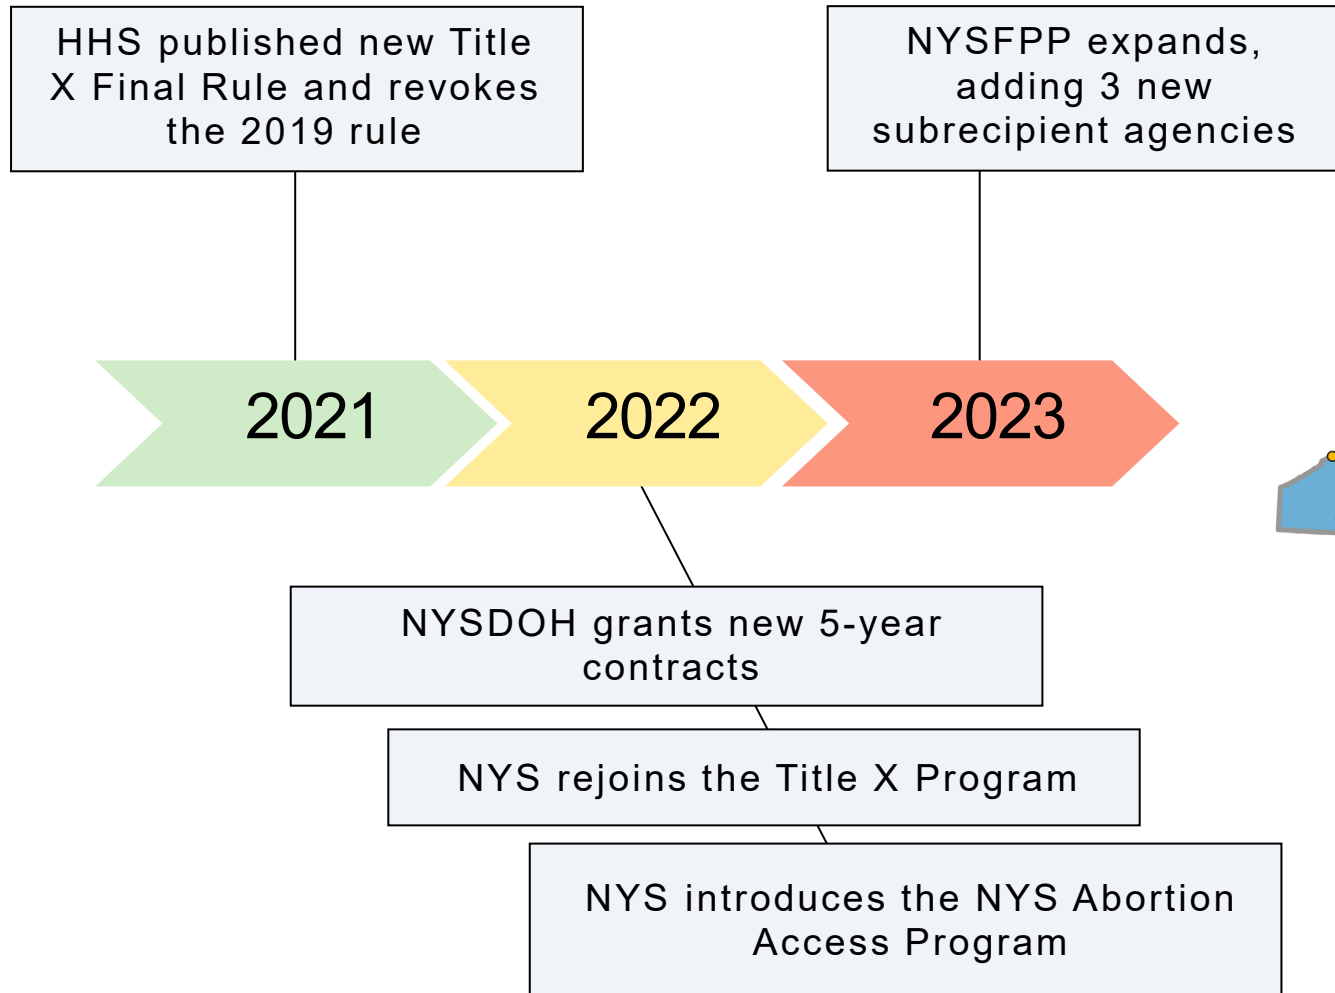 HHS published new Title
X Final Rule and revokes
the 2019 rule
NYSFPP expands,
adding 3 new
subrecipient agencies
2021
2022
2023
NYSDOH grants new 5-year
contracts
NYS rejoins the Title X Program
NYS introduces the NYS Abortion
Access Program